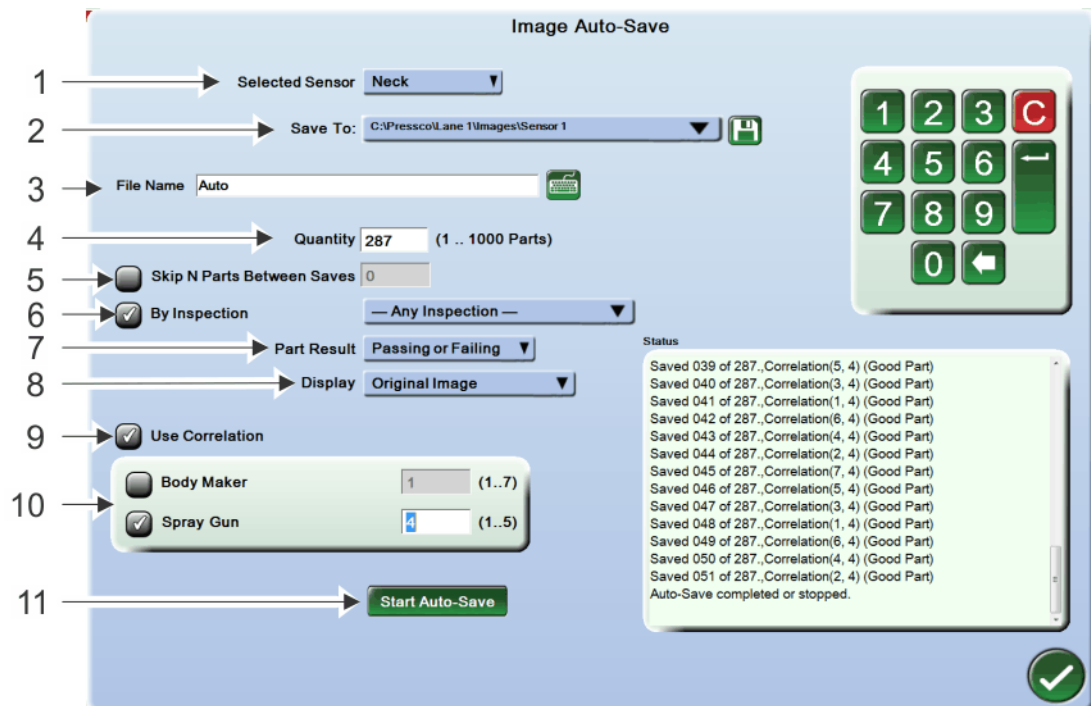 Image Auto-Save
1
Selected Sensor Neck
2
Save To: C:\Pressco\Lane 1\Images\Sensor 1
3
File Name Auto
4
Quantity 287 (1 .. 1000 Parts)
5
Skip N Parts Between Saves 0
6
By Inspection — Any Inspection —
7
Part Result Passing or Failing
8
Display Original Image
9
Use Correlation
10
Body Maker 1 (1..7)
Spray Gun 4 (1..5)
11
Start Auto-Save
1 2 3 C
4 5 6
7 8 9
0
Status
Saved 039 of 287.,Correlation(5, 4) (Good Part)
Saved 040 of 287.,Correlation(3, 4) (Good Part)
Saved 041 of 287.,Correlation(1, 4) (Good Part)
Saved 042 of 287.,Correlation(6, 4) (Good Part)
Saved 043 of 287.,Correlation(4, 4) (Good Part)
Saved 044 of 287.,Correlation(2, 4) (Good Part)
Saved 045 of 287.,Correlation(7, 4) (Good Part)
Saved 046 of 287.,Correlation(5, 4) (Good Part)
Saved 047 of 287.,Correlation(3, 4) (Good Part)
Saved 048 of 287.,Correlation(1, 4) (Good Part)
Saved 049 of 287.,Correlation(6, 4) (Good Part)
Saved 050 of 287.,Correlation(4, 4) (Good Part)
Saved 051 of 287.,Correlation(2, 4) (Good Part)
Auto-Save completed or stopped.